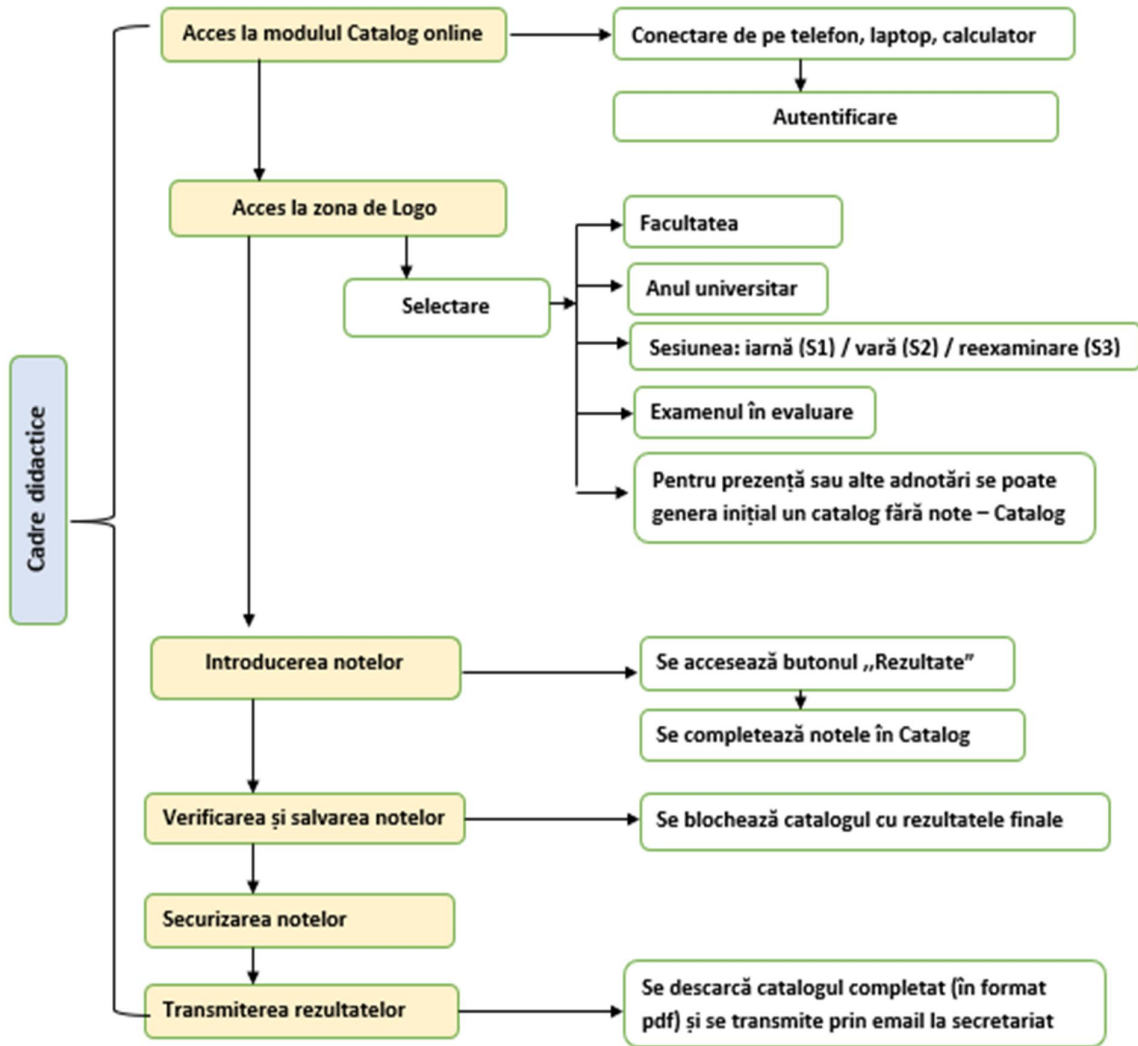 Acces la modulul Catalog online
Conectare de pe telefon, laptop, calculator
Autentificare
Acces la zona de Logo
Selectare
Facultatea
Anul universitar
Sesiunea: iarnă (S1) / vară (S2) / reexaminare (S3)
Examenul în evaluare
Pentru prezență sau alte adnotări se poate
genera inițial un catalog fără note – Catalog
Cadre didactice
Introducerea notelor
Se accesează butonul ,,Rezultate”
Se completează notele în Catalog
Verificarea și salvarea notelor
Se blochează catalogul cu rezultatele finale
Securizarea notelor
Transmiterea rezultatelor
Se descarcă catalogul completat (în format
pdf) și se transmite prin email la secretariat